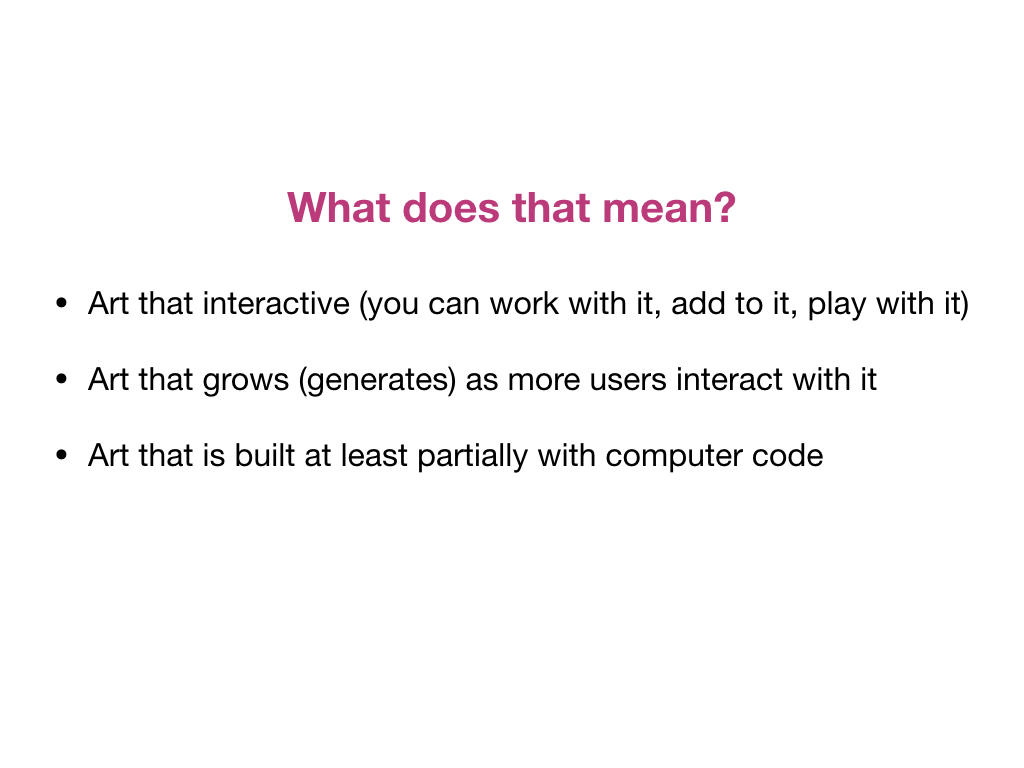 What does that mean?
• Art that interactive (you can work with it, add to it, play with it)
• Art that grows (generates) as more users interact with it
• Art that is built at least partially with computer code